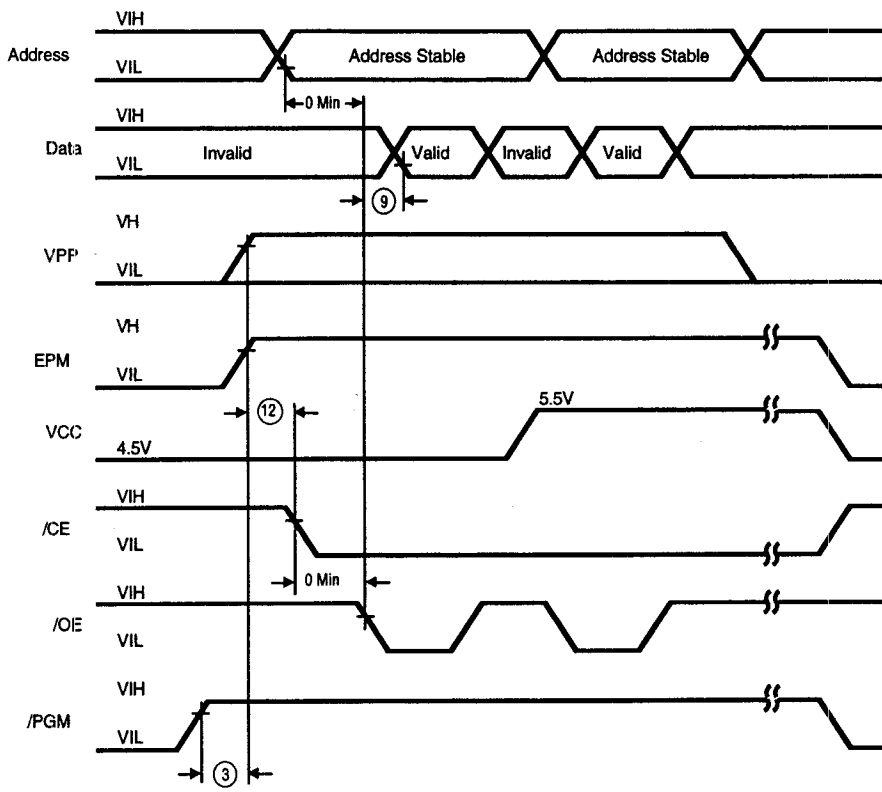 VIH
Address
Address Stable
Address Stable
VIL
0 Min
VIH
Data
Invalid
Valid
Invalid
Valid
VIL
9
VH
VPP
VIL
VH
EPM
VIL
12
VCC
5.5V
4.5V
VIH
/CE
VIL
0 Min
VIH
/OE
VIL
VIH
/PGM
VIL
3